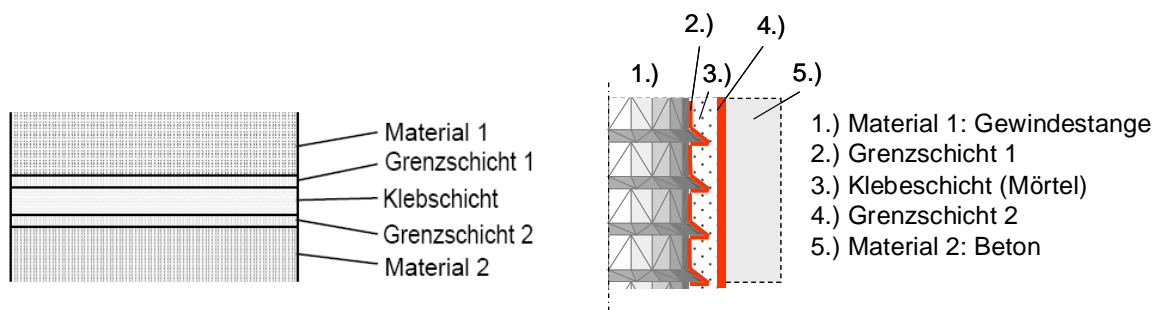 Material 1
Grenzschicht 1
Klebschicht
Grenzschicht 2
Material 2
2.)
4.)
1.)
3.)
5.)
1.) Material 1: Gewindestange
2.) Grenzschicht 1
3.) Klebeschicht (Mörtel)
4.) Grenzschicht 2
5.) Material 2: Beton